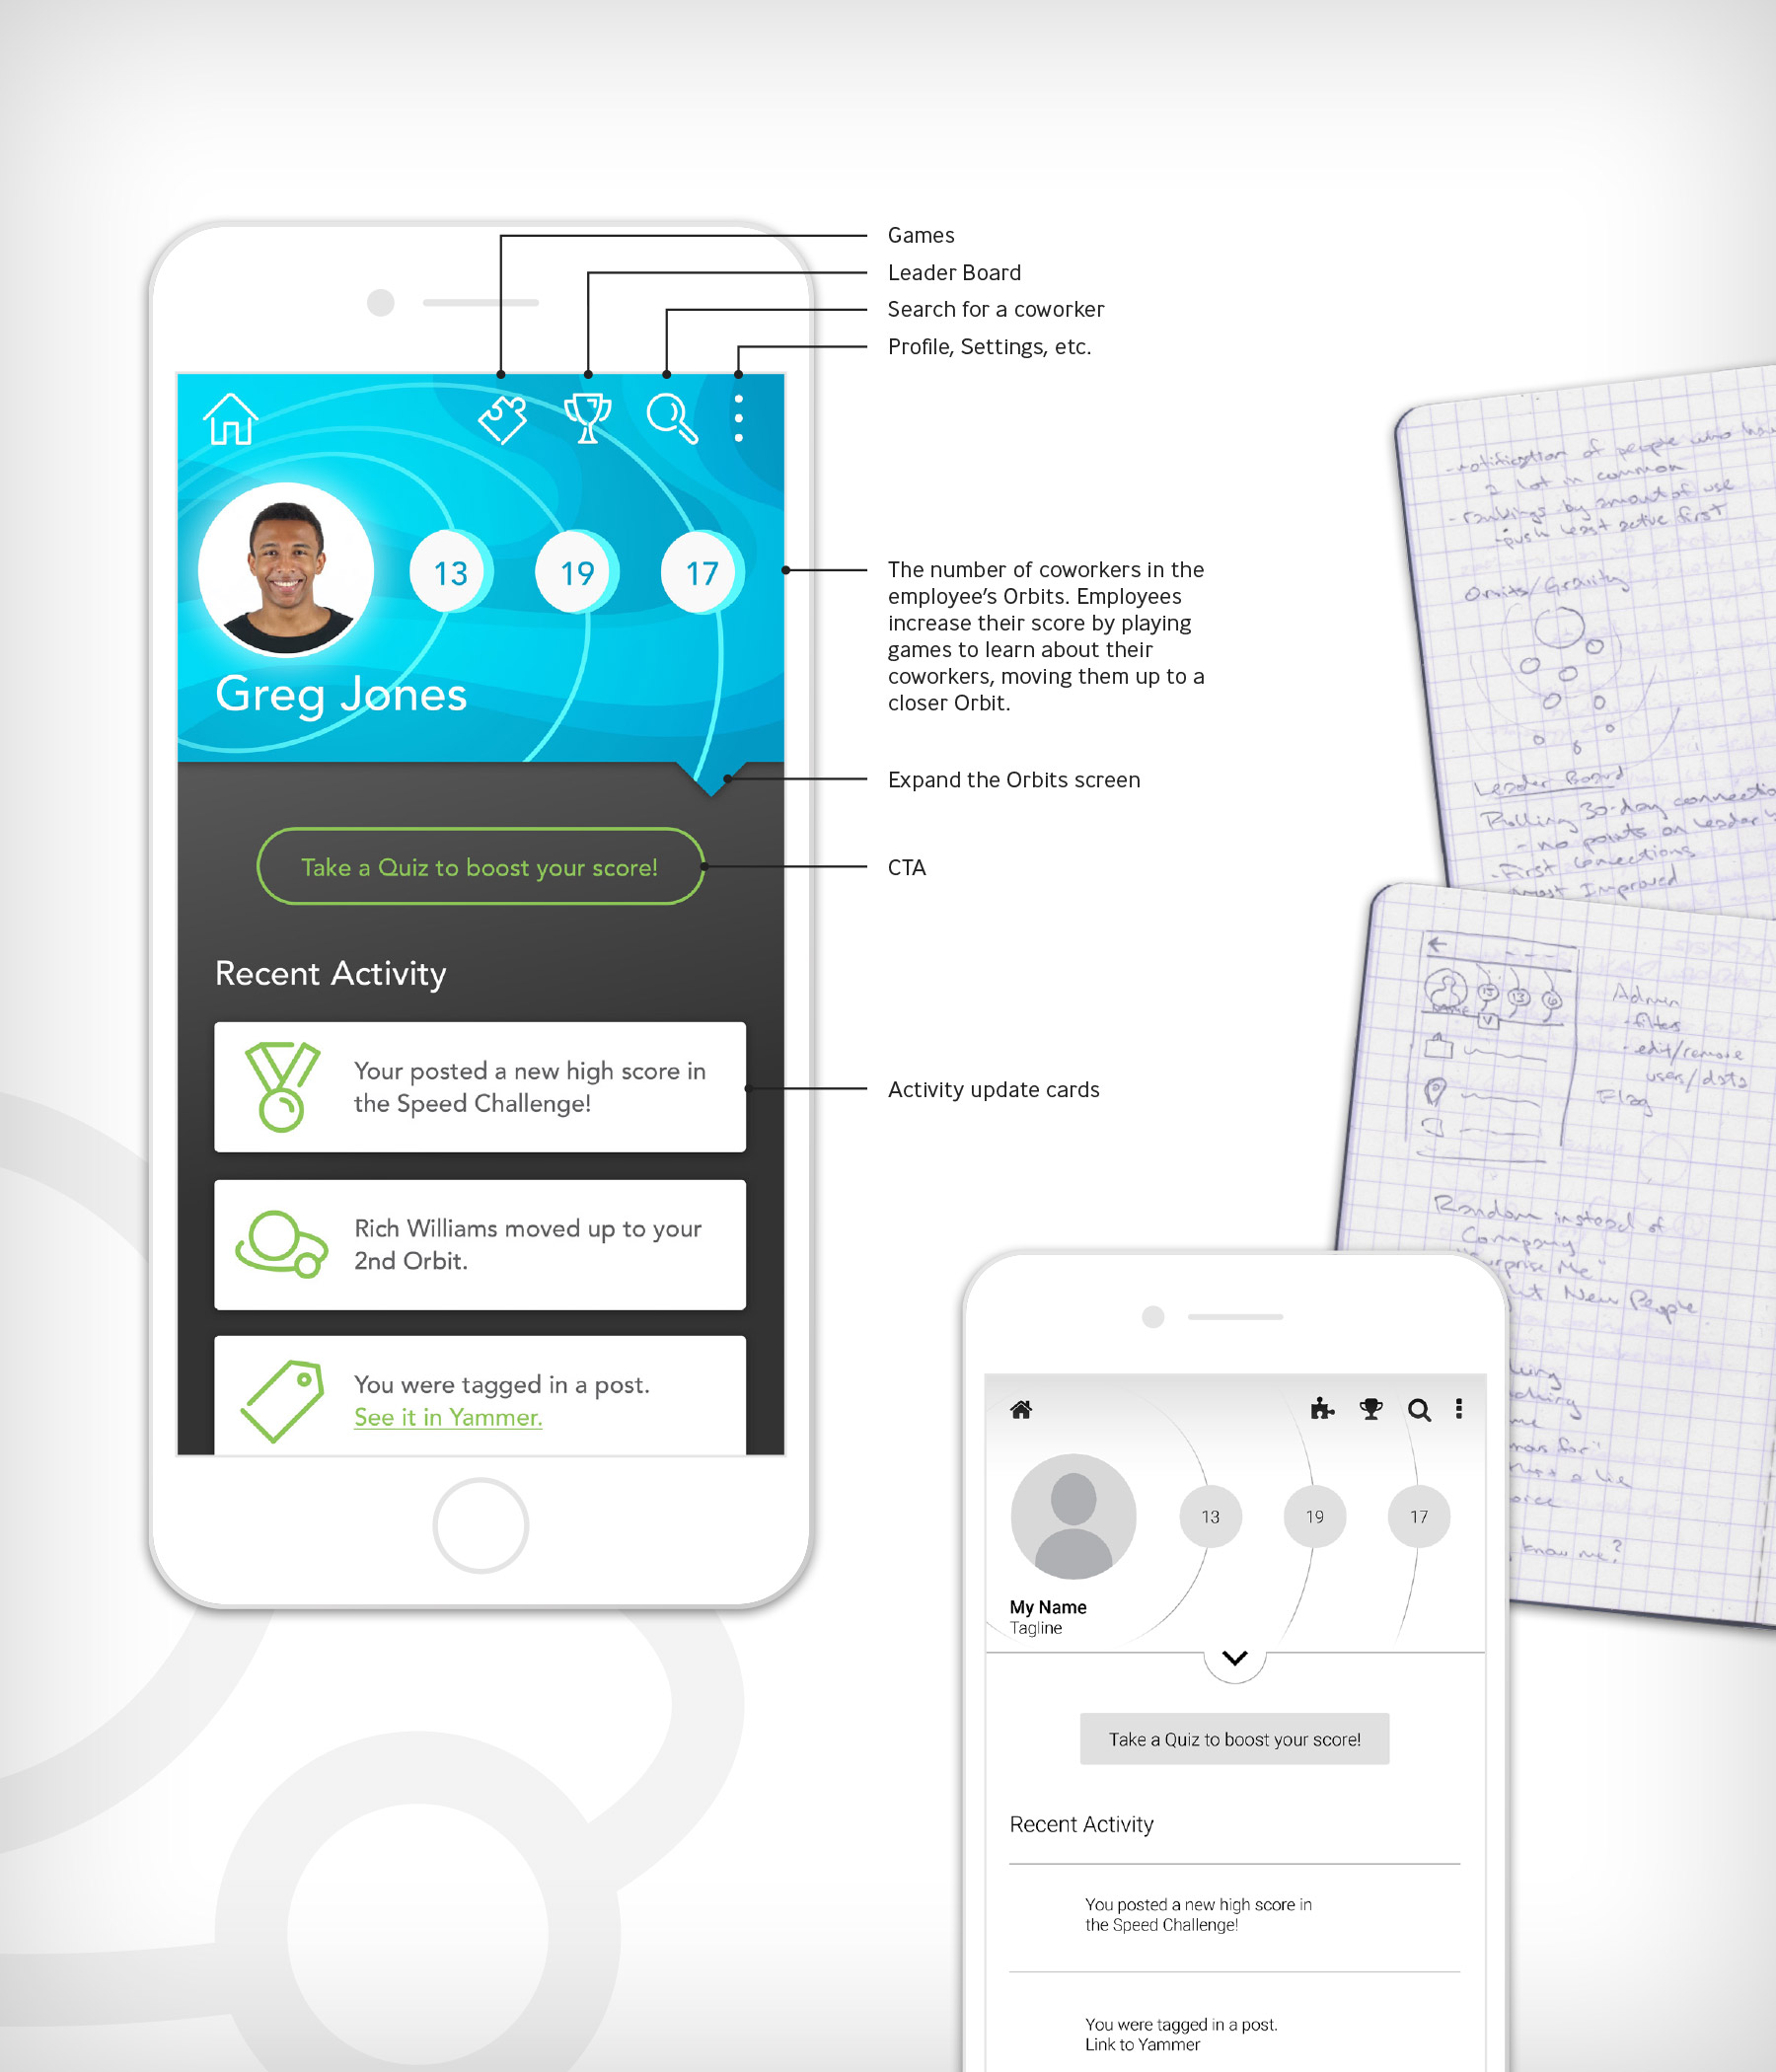 Games
Leader Board
Search for a coworker
Profile, Settings, etc.
13
19
17
Greg Jones
The number of coworkers in the
employee's Orbits. Employees
increase their score by playing
games to learn about their
coworkers, moving them up to a
closer Orbit.
Expand the Orbits screen
Take a Quiz to boost your score!
CTA
Recent Activity
Your posted a new high score in
the Speed Challenge!
Activity update cards
Rich Williams moved up to your
2nd Orbit.
You were tagged in a post.
See it in Yammer.
- notification of people who
a lot in common
- rankings by amount of use
- push least active first
Orbits/Gravity
Leader Board
Rolling 30-day
- no points on leader
- First connections
most Improved
15
13
Admin
- filter
- edit/remove
users/data
Flag
Random instead of
Company
Me"
New People
a lie
know me?
13
19
17
My Name
Tagline
Take a Quiz to boost your score!
Recent Activity
You posted a new high score in
the Speed Challenge!
You were tagged in a post.
Link to Yammer